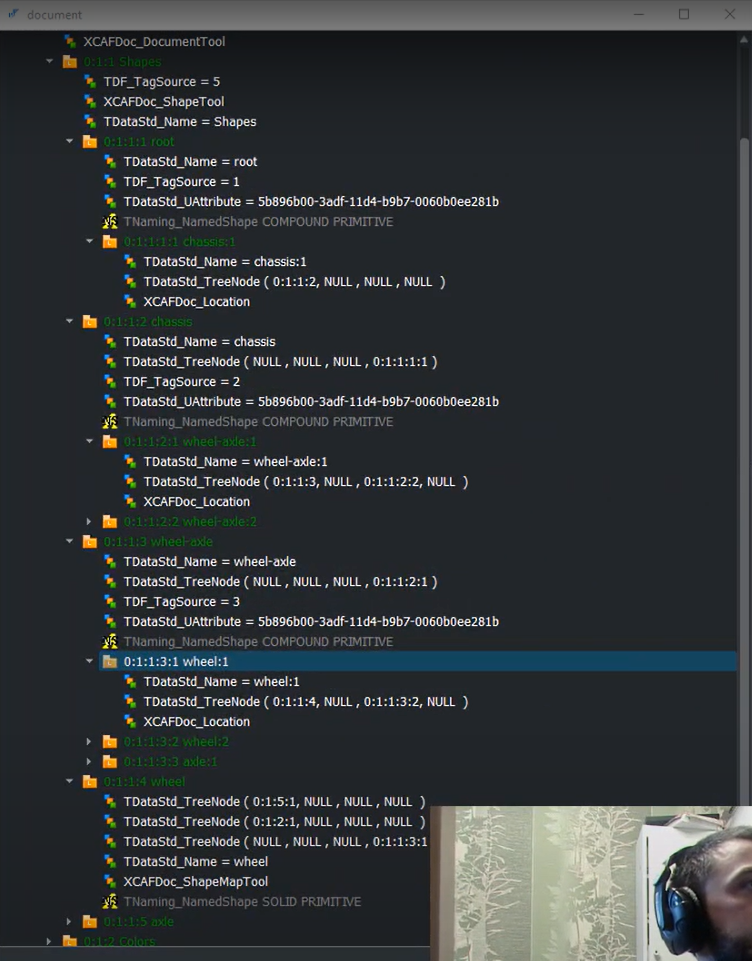 document
XCAFDoc_DocumentTool
0:1:1 Shapes
TDF_TagSource = 5
XCAFDoc_ShapeTool
TDataStd_Name = Shapes
0:1:1:1 root
TDataStd_Name = root
TDF_TagSource = 1
TDataStd_UAttribute = 5b896b00-3adf-11d4-b9b7-0060b0ee281b
NS TNaming_NamedShape COMPOUND PRIMITIVE
0:1:1:1:1 chassis:1
TDataStd_Name = chassis:1
TDataStd_TreeNode ( 0:1:1:2, NULL , NULL , NULL )
XCAFDoc_Location
0:1:1:2 chassis
TDataStd_Name = chassis
TDataStd_TreeNode ( NULL , NULL , NULL , 0:1:1:1:1 )
TDF_TagSource = 2
TDataStd_UAttribute = 5b896b00-3adf-11d4-b9b7-0060b0ee281b
NS TNaming_NamedShape COMPOUND PRIMITIVE
0:1:1:2:1 wheel-axle:1
TDataStd_Name = wheel-axle:1
TDataStd_TreeNode ( 0:1:1:3, NULL , 0:1:1:2:2, NULL )
XCAFDoc_Location
0:1:1:2:2 wheel-axle:2
0:1:1:3 wheel-axle
TDataStd_Name = wheel-axle
TDataStd_TreeNode ( NULL , NULL , NULL , 0:1:1:2:1 )
TDF_TagSource = 3
TDataStd_UAttribute = 5b896b00-3adf-11d4-b9b7-0060b0ee281b
NS TNaming_NamedShape COMPOUND PRIMITIVE
0:1:1:3:1 wheel:1
TDataStd_Name = wheel:1
TDataStd_TreeNode ( 0:1:1:4, NULL , 0:1:1:3:2, NULL )
XCAFDoc_Location
0:1:1:3:2 wheel:2
0:1:1:3:3 axle:1
0:1:1:4 wheel
TDataStd_TreeNode ( 0:1:5:1, NULL , NULL , NULL )
TDataStd_TreeNode ( 0:1:2:1, NULL , NULL , NULL )
TDataStd_TreeNode ( NULL , NULL , NULL , 0:1:1:3:1
TDataStd_Name = wheel
XCAFDoc_ShapeMapTool
NS TNaming_NamedShape SOLID PRIMITIVE
0:1:1:5 axle
0:1:2 Colors